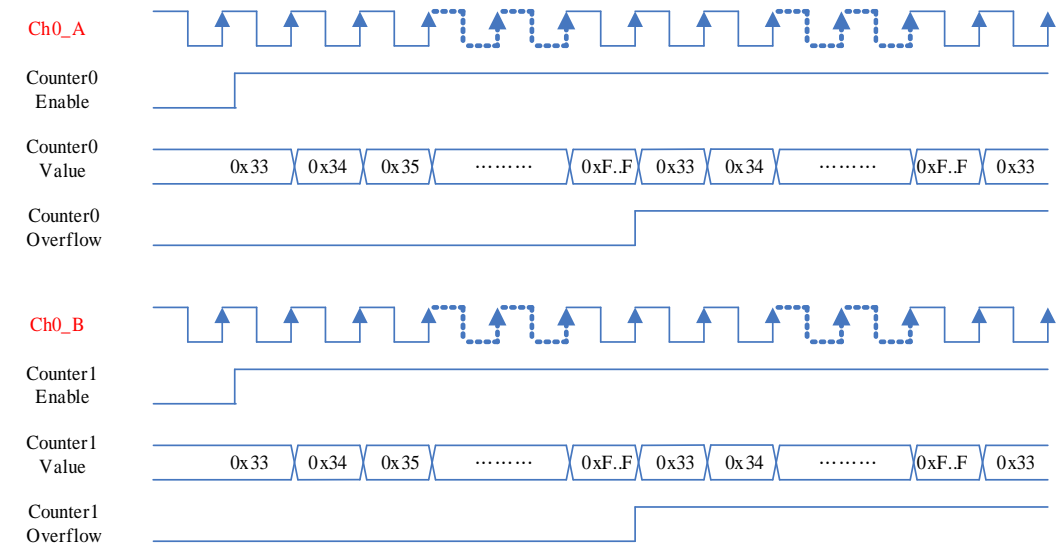 Ch0_A
Counter0
Enable
Counter0
Value
0x33 0x34 0x35 ⋯⋯⋯ 0xF..F 0x33 0x34 ⋯⋯⋯ 0xF..F 0x33
Counter0
Overflow
Ch0_B
Counter1
Enable
Counter1
Value
0x33 0x34 0x35 ⋯⋯⋯ 0xF..F 0x33 0x34 ⋯⋯⋯ 0xF..F 0x33
Counter1
Overflow